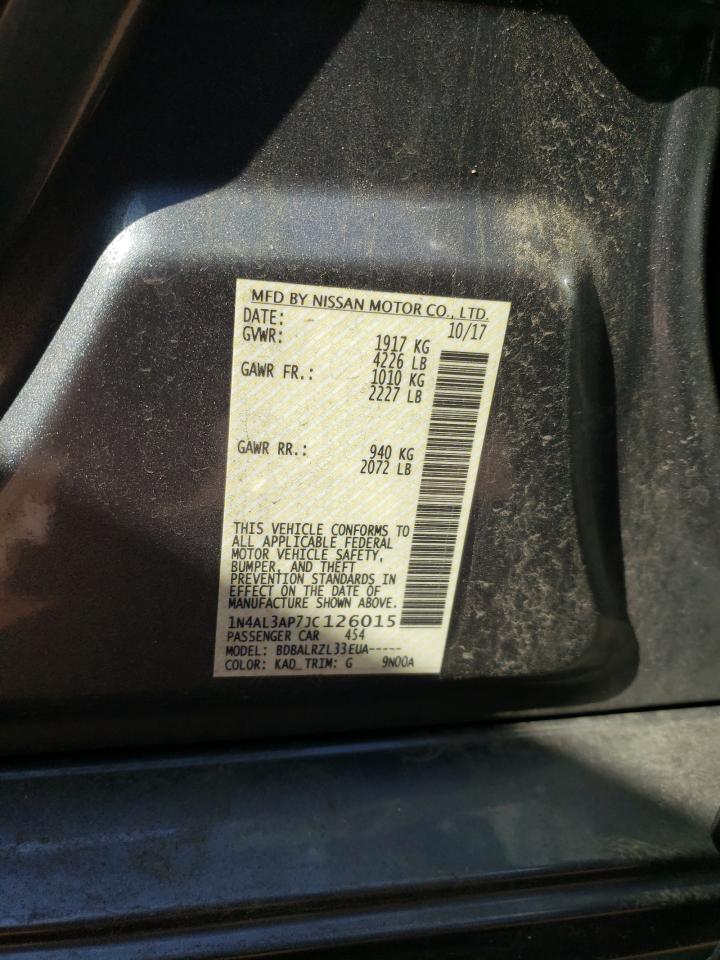 MFD BY NISSAN MOTOR CO., LTD.
DATE: 10/17
GVWR: 1917 KG
4226 LB
GAWR FR.: 1010 KG
2227 LB
GAWR RR.: 940 KG
2072 LB
THIS VEHICLE CONFORMS TO
ALL APPLICABLE FEDERAL
MOTOR VEHICLE SAFETY,
BUMPER, AND THEFT
PREVENTION STANDARDS IN
EFFECT ON THE DATE OF
MANUFACTURE SHOWN ABOVE.
1N4AL3AP7JC126015
PASSENGER CAR 454
MODEL: BDBALRZL33EUA-----
COLOR: KAD TRIM: G 9N00A